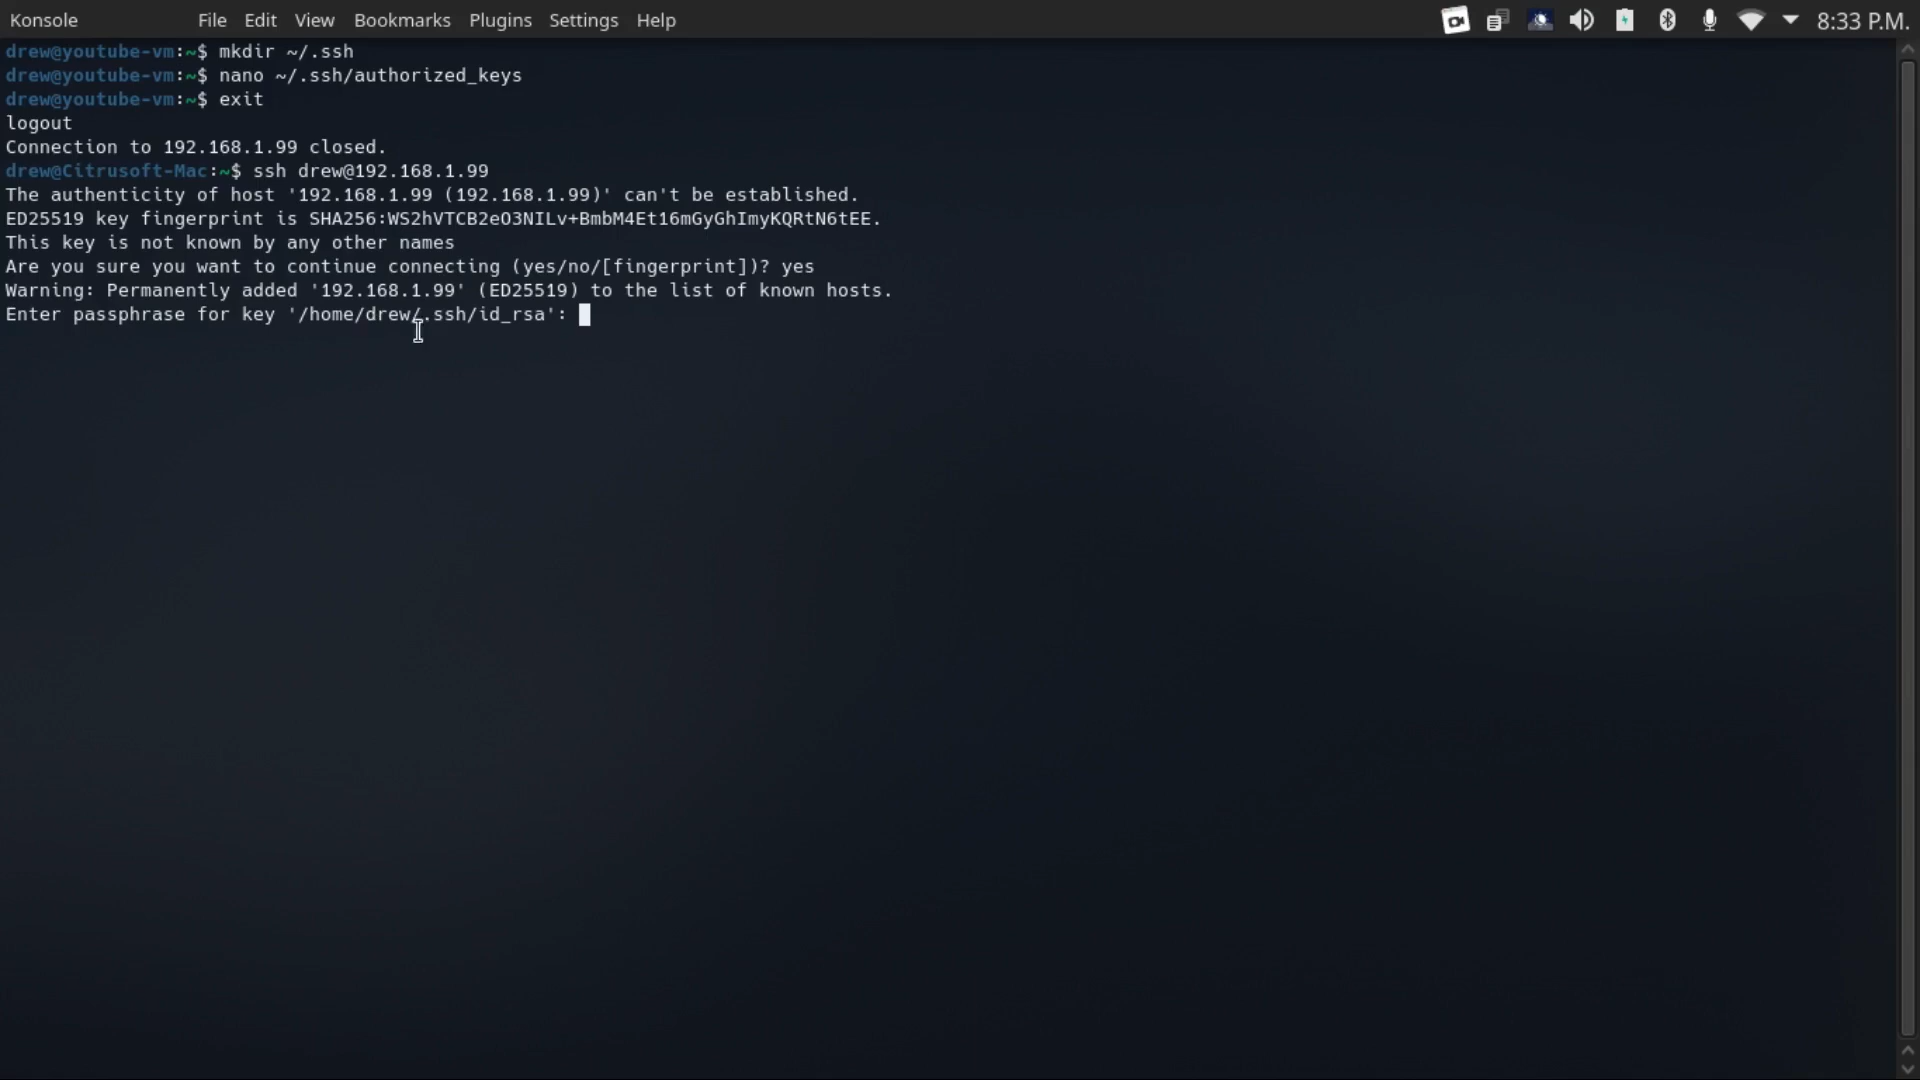 Konsole File Edit View Bookmarks Plugins Settings Help 8:33 P.M.
drew@youtube-vm:~$ mkdir ~/.ssh
drew@youtube-vm:~$ nano ~/.ssh/authorized_keys
drew@youtube-vm:~$ exit
logout
Connection to 192.168.1.99 closed.
drew@Citrusoft-Mac:~$ ssh drew@192.168.1.99
The authenticity of host '192.168.1.99 (192.168.1.99)' can't be established.
ED25519 key fingerprint is SHA256:WS2hVTCB2eO3NILv+BmbM4Et16mGyGhImyKQRtN6tEE.
This key is not known by any other names
Are you sure you want to continue connecting (yes/no/[fingerprint])? yes
Warning: Permanently added '192.168.1.99' (ED25519) to the list of known hosts.
Enter passphrase for key '/home/drew/.ssh/id_rsa':